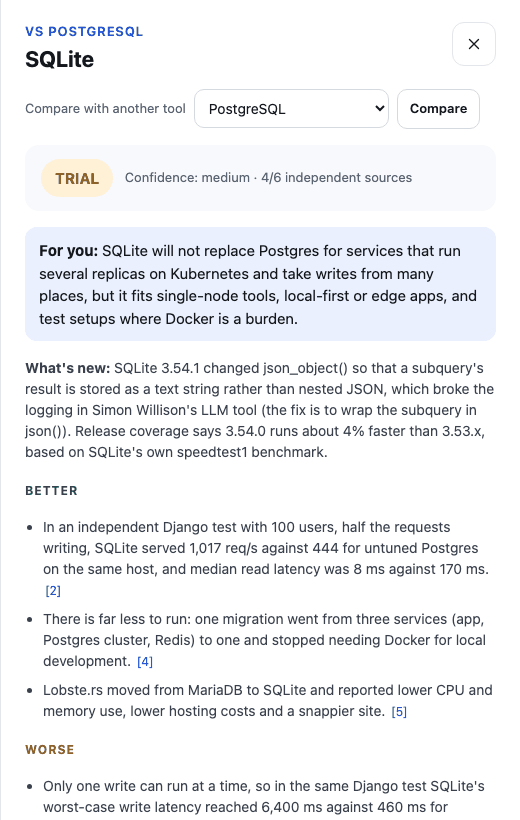 VS POSTGRESQL
SQLite
Compare with another tool PostgreSQL Compare
TRIAL Confidence: medium · 4/6 independent sources
For you: SQLite will not replace Postgres for services that run
several replicas on Kubernetes and take writes from many
places, but it fits single-node tools, local-first or edge apps, and
test setups where Docker is a burden.
What's new: SQLite 3.54.1 changed json_object() so that a subquery's
result is stored as a text string rather than nested JSON, which broke the
logging in Simon Willison's LLM tool (the fix is to wrap the subquery in
json()). Release coverage says 3.54.0 runs about 4% faster than 3.53.x,
based on SQLite's own speedtest1 benchmark.
BETTER
• In an independent Django test with 100 users, half the requests
writing, SQLite served 1,017 req/s against 444 for untuned Postgres
on the same host, and median read latency was 8 ms against 170 ms.
[2]
• There is far less to run: one migration went from three services (app,
Postgres cluster, Redis) to one and stopped needing Docker for local
development. [4]
• Lobste.rs moved from MariaDB to SQLite and reported lower CPU and
memory use, lower hosting costs and a snappier site. [5]
WORSE
• Only one write can run at a time, so in the same Django test SQLite's
worst-case write latency reached 6,400 ms against 460 ms for